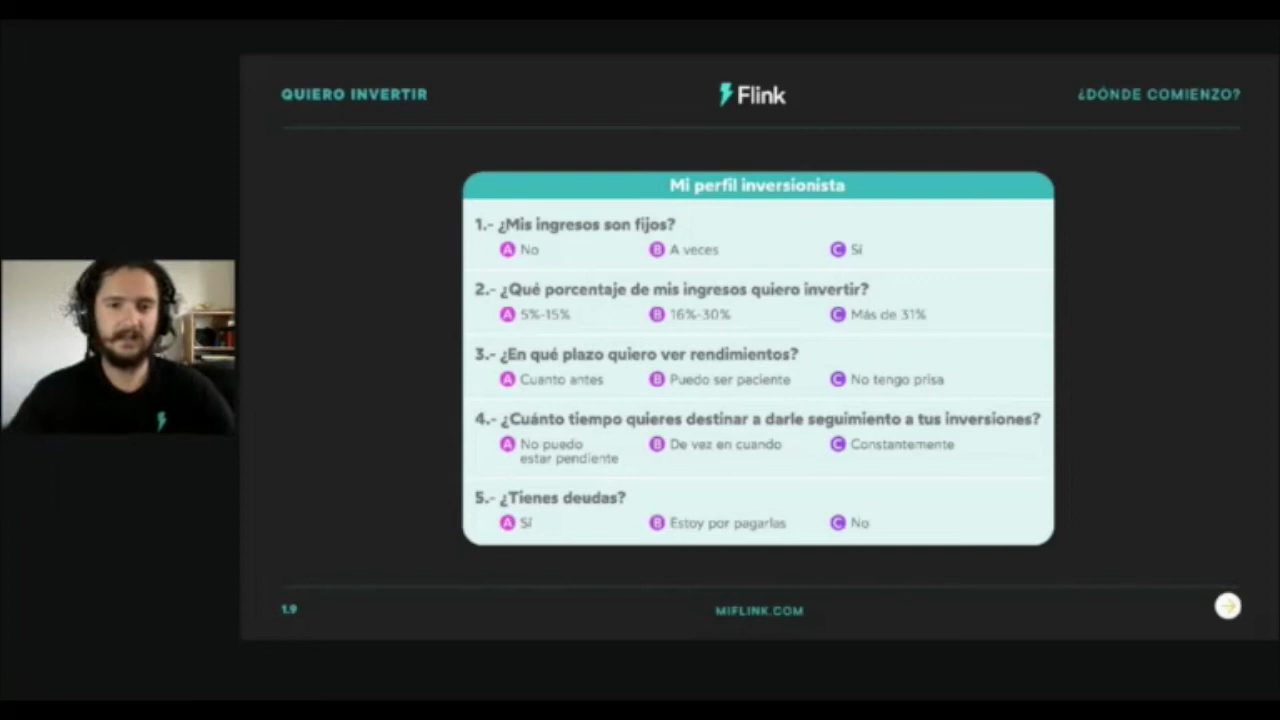 QUIERO INVERTIR
Flink
¿DÓNDE COMIENZO?
Mi perfil inversionista
1.- ¿Mis ingresos son fijos?
A No B A veces C Sí
2.- ¿Qué porcentaje de mis ingresos quiero invertir?
A 5%-15% B 16%-30% C Más de 31%
3.- ¿En qué plazo quiero ver rendimientos?
A Cuanto antes B Puedo ser paciente C No tengo prisa
4.- ¿Cuánto tiempo quieres destinar a darle seguimiento a tus inversiones?
A No puedo B De vez en cuando C Constantemente
estar pendiente
5.- ¿Tienes deudas?
A Sí B Estoy por pagarlas C No
1.9
MIFLINK.COM